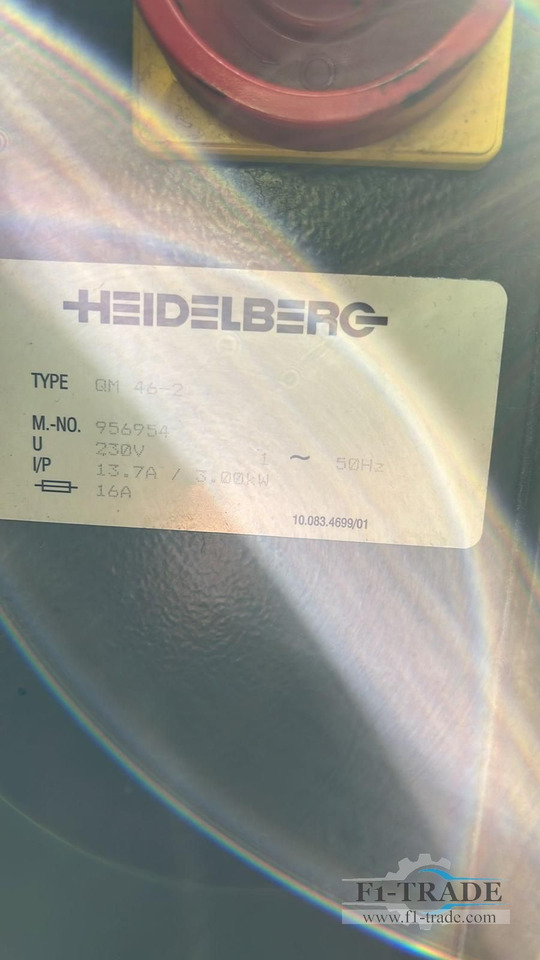 HEIDELBERG
TYPE QM 46-2
M.-NO. 956954
U 230V 1 ~ 50Hz
I/P 13.7A / 3.00kW
16A
10.083.4699/01
F1-TRADE
www.f1-trade.com